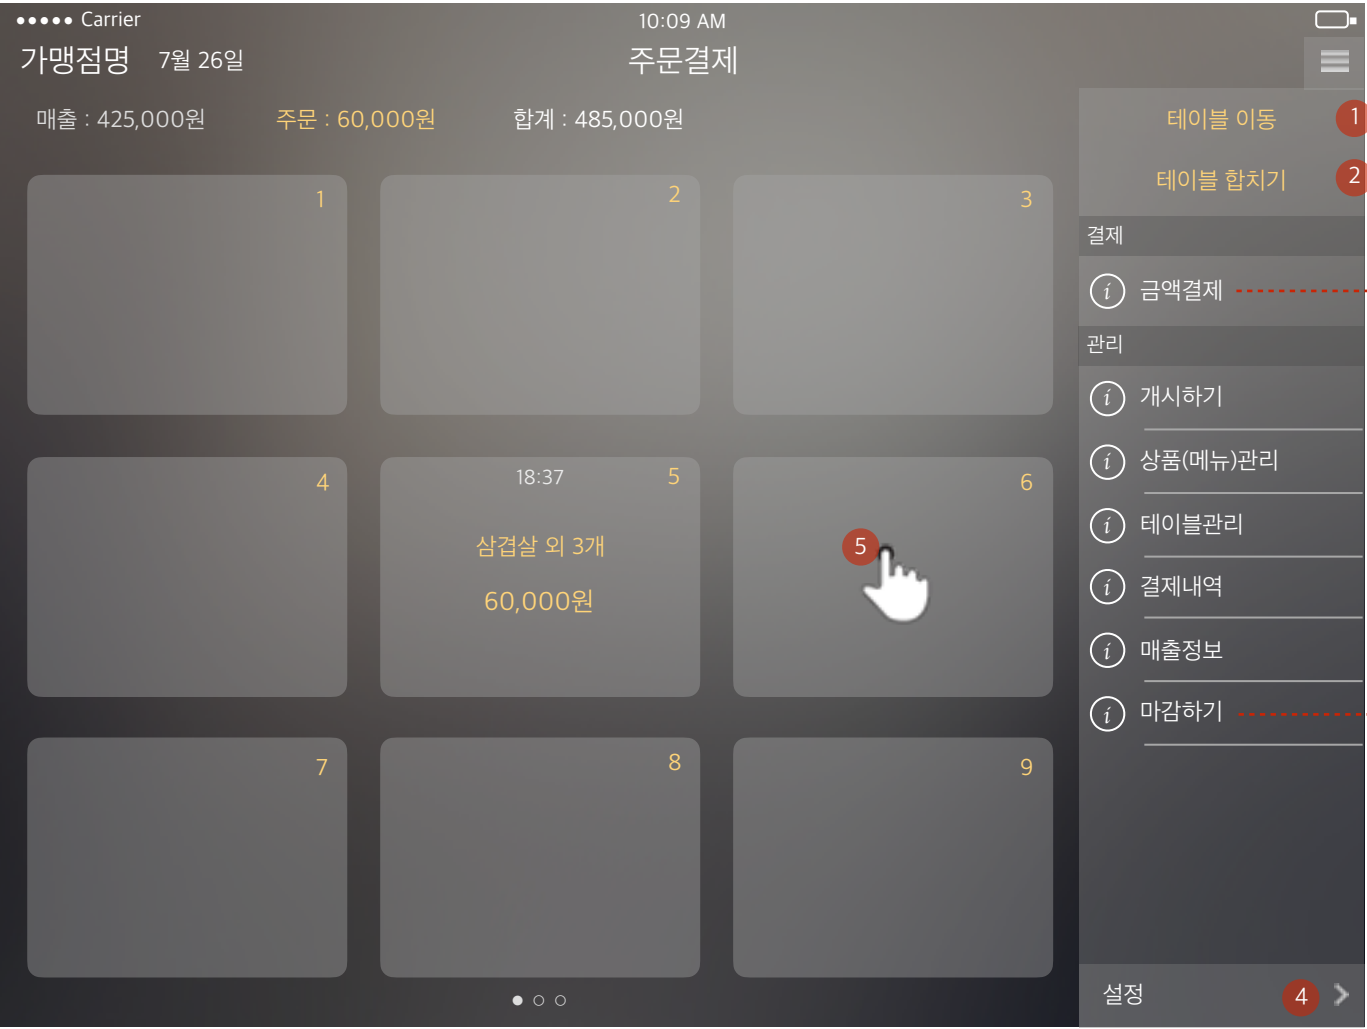 Carrier
10:09 AM
가맹점명 7월 26일
주문결제
매출 : 425,000원 주문 : 60,000원 합계 : 485,000원
테이블 이동 1
테이블 합치기 2
결제
i 금액결제
관리
i 개시하기
i 상품(메뉴)관리
i 테이블관리
i 결제내역
i 매출정보
i 마감하기
설정 4
1
2
3
4
18:37 5
삼겹살 외 3개
60,000원
6
5
7
8
9